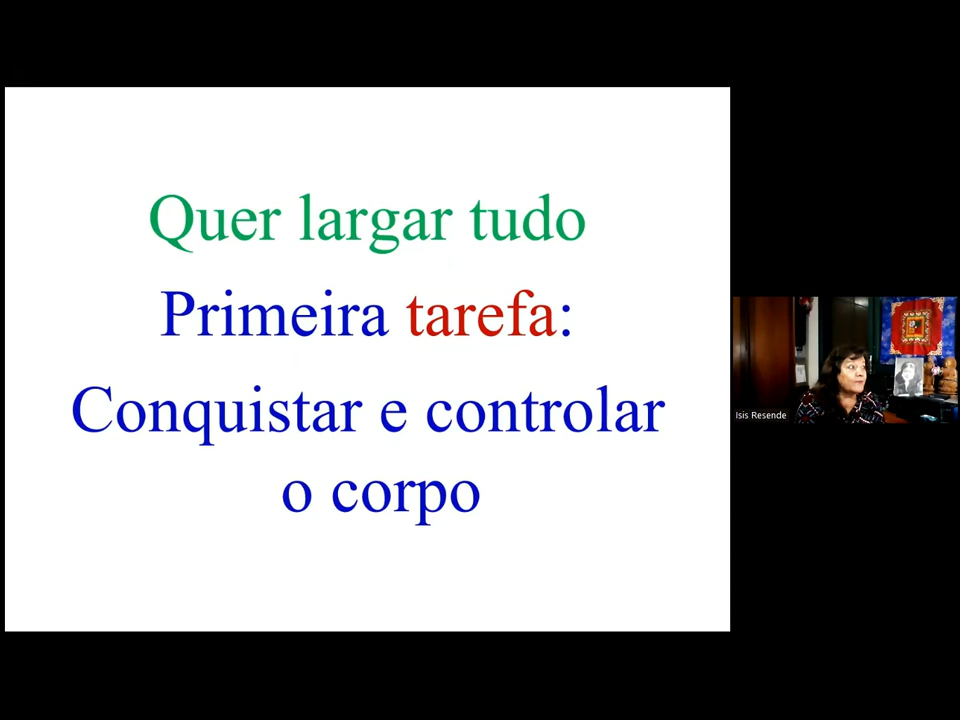 Quer largar tudo
Primeira tarefa:
Conquistar e controlar
o corpo
Isis Resende